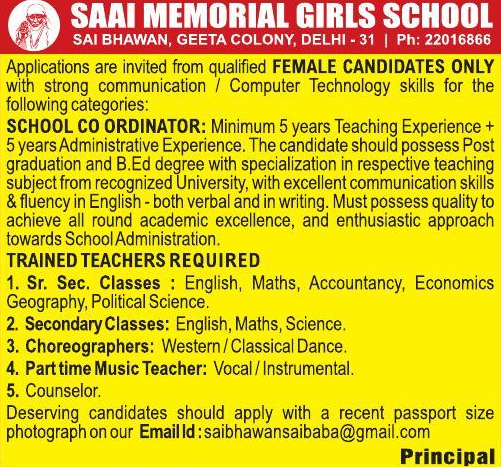 SAAI MEMORIAL GIRLS SCHOOL
SAI BHAWAN, GEETA COLONY, DELHI - 31 | Ph: 22016866
Applications are invited from qualified FEMALE CANDIDATES ONLY
with strong communication / Computer Technology skills for the
following categories:
SCHOOL CO ORDINATOR: Minimum 5 years Teaching Experience +
5 years Administrative Experience. The candidate should possess Post
graduation and B.Ed degree with specialization in respective teaching
subject from recognized University, with excellent communication skills
& fluency in English - both verbal and in writing. Must possess quality to
achieve all round academic excellence, and enthusiastic approach
towards School Administration.
TRAINED TEACHERS REQUIRED
1. Sr. Sec. Classes : English, Maths, Accountancy, Economics
Geography, Political Science.
2. Secondary Classes: English, Maths, Science.
3. Choreographers: Western / Classical Dance.
4. Part time Music Teacher: Vocal / Instrumental.
5. Counselor.
Deserving candidates should apply with a recent passport size
photograph on our Email Id : saibhawansaibaba@gmail.com
Principal